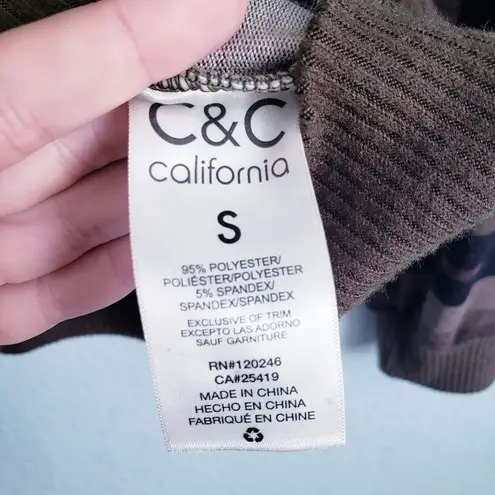 C&C
california
S
95% POLYESTER/
POLIÉSTER/POLYESTER
5% SPANDEX/
SPANDEX/SPANDEX
EXCLUSIVE OF TRIM
EXCEPTO LAS ADORNO
SAUF GARNITURE
RN#120246
CA#25419
MADE IN CHINA
HECHO EN CHINA
FABRIQUÉ EN CHINE